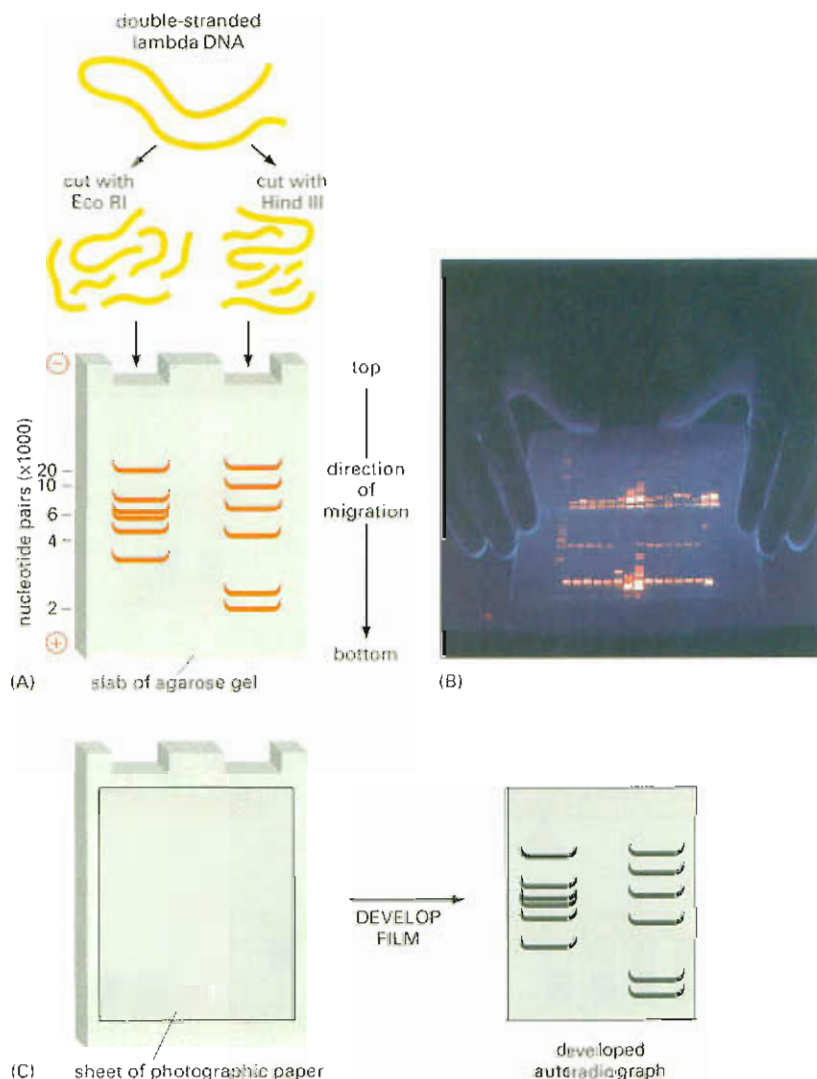 double-stranded
lambda DNA
cut with
Eco RI
cut with
Hind III
−
top
nucleotide pairs (×1000)
20
10
6
4
2
direction
of
migration
+
bottom
slab of agarose gel
(A)
(B)
DEVELOP
FILM
(C)
sheet of photographic paper
developed
autoradiograph